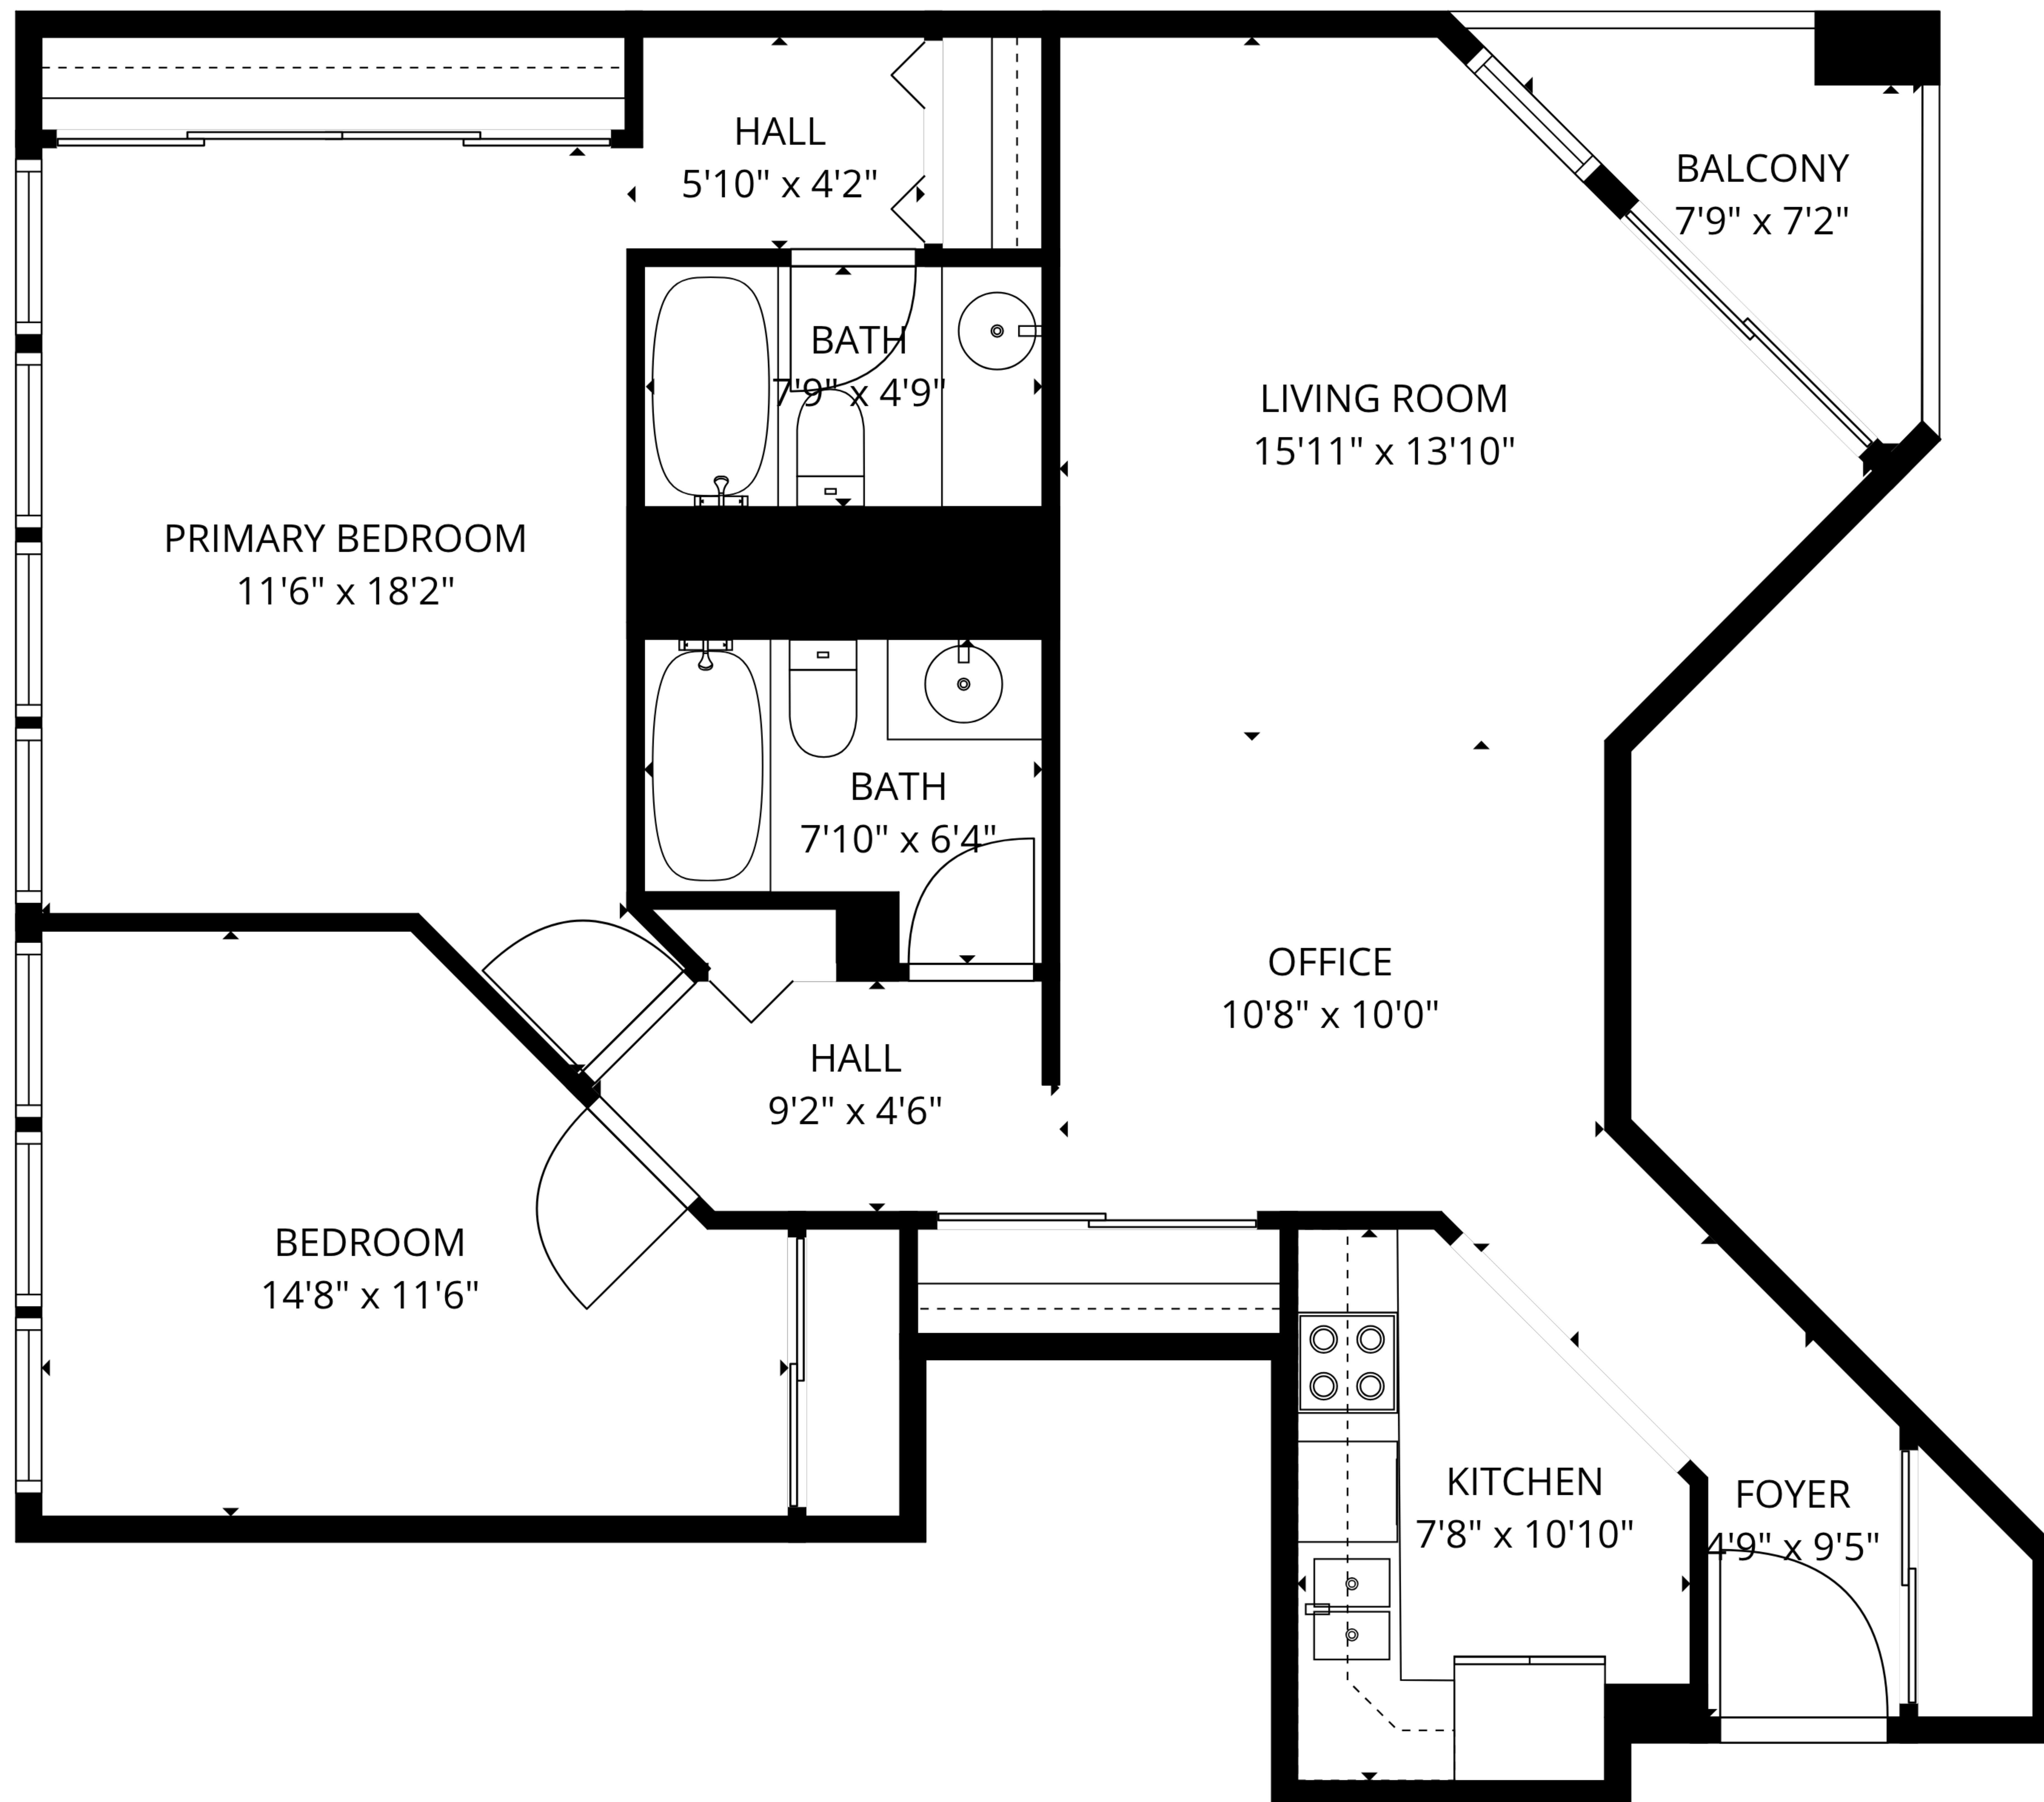 HALL
5'10" x 4'2"
BALCONY
7'9" x 7'2"
BATH
7'9" x 4'9"
LIVING ROOM
15'11" x 13'10"
PRIMARY BEDROOM
11'6" x 18'2"
BATH
7'10" x 6'4"
OFFICE
10'8" x 10'0"
HALL
9'2" x 4'6"
BEDROOM
14'8" x 11'6"
KITCHEN
7'8" x 10'10"
FOYER
4'9" x 9'5"